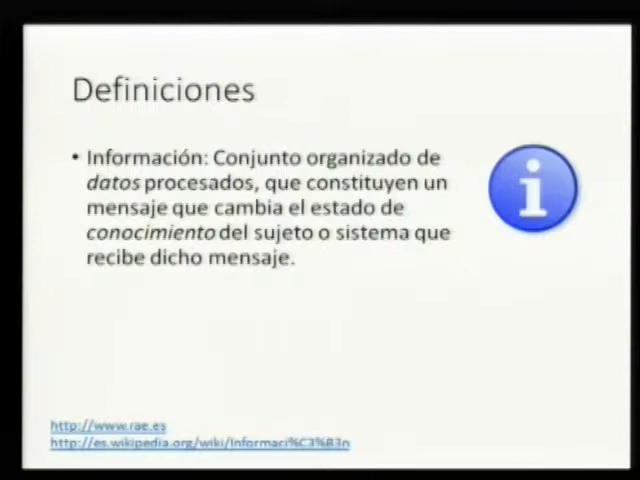 Definiciones
• Información: Conjunto organizado de
datos procesados, que constituyen un
mensaje que cambia el estado de
conocimiento del sujeto o sistema que
recibe dicho mensaje.
i
http://www.rae.es
http://es.wikipedia.org/wiki/Informaci%C3%B3n